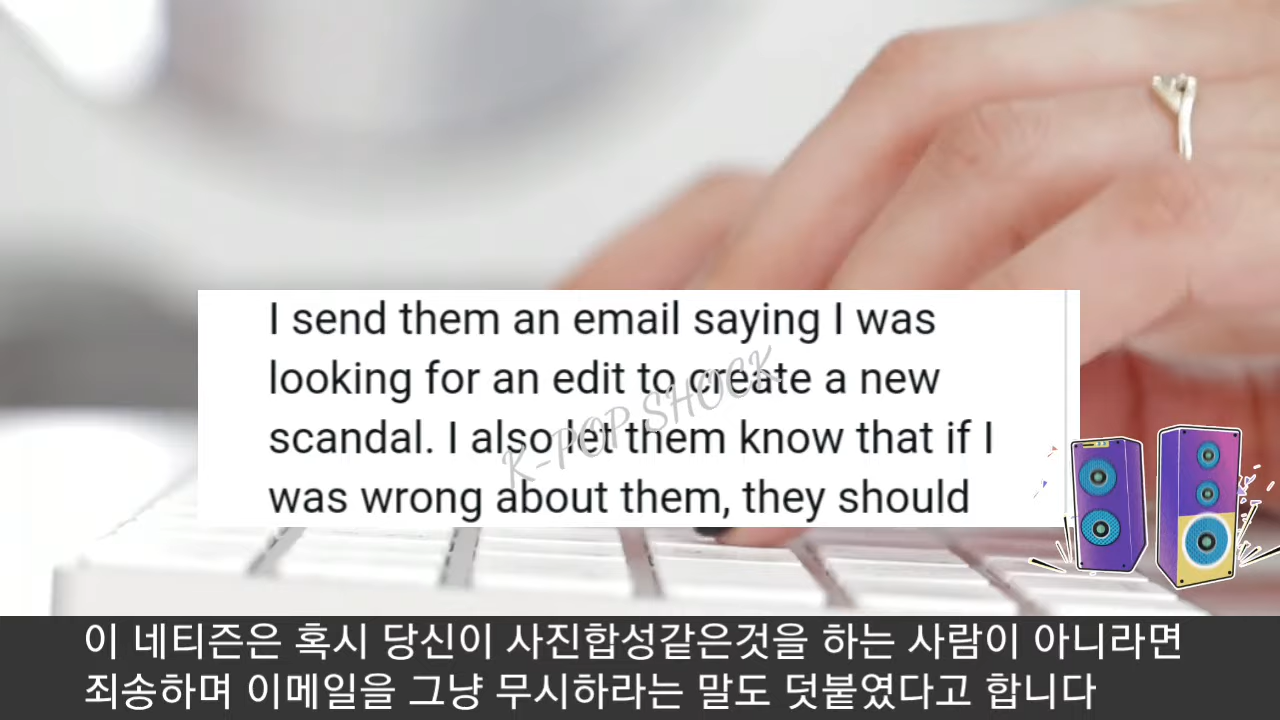 I send them an email saying I was
looking for an edit to create a new
scandal. I also let them know that if I
was wrong about them, they should
K-POP SHOCK
이 네티즌은 혹시 당신이 사진합성같은것을 하는 사람이 아니라면
죄송하며 이메일을 그냥 무시하라는 말도 덧붙였다고 합니다